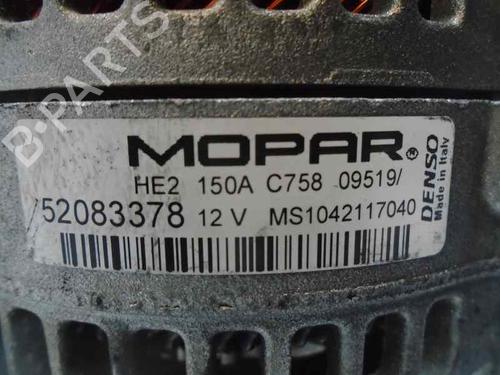 B-PARTS
MOPAR®
HE2 150A C758 09519/
52083378 12 V MS1042117040
DENSO
Made in Italy